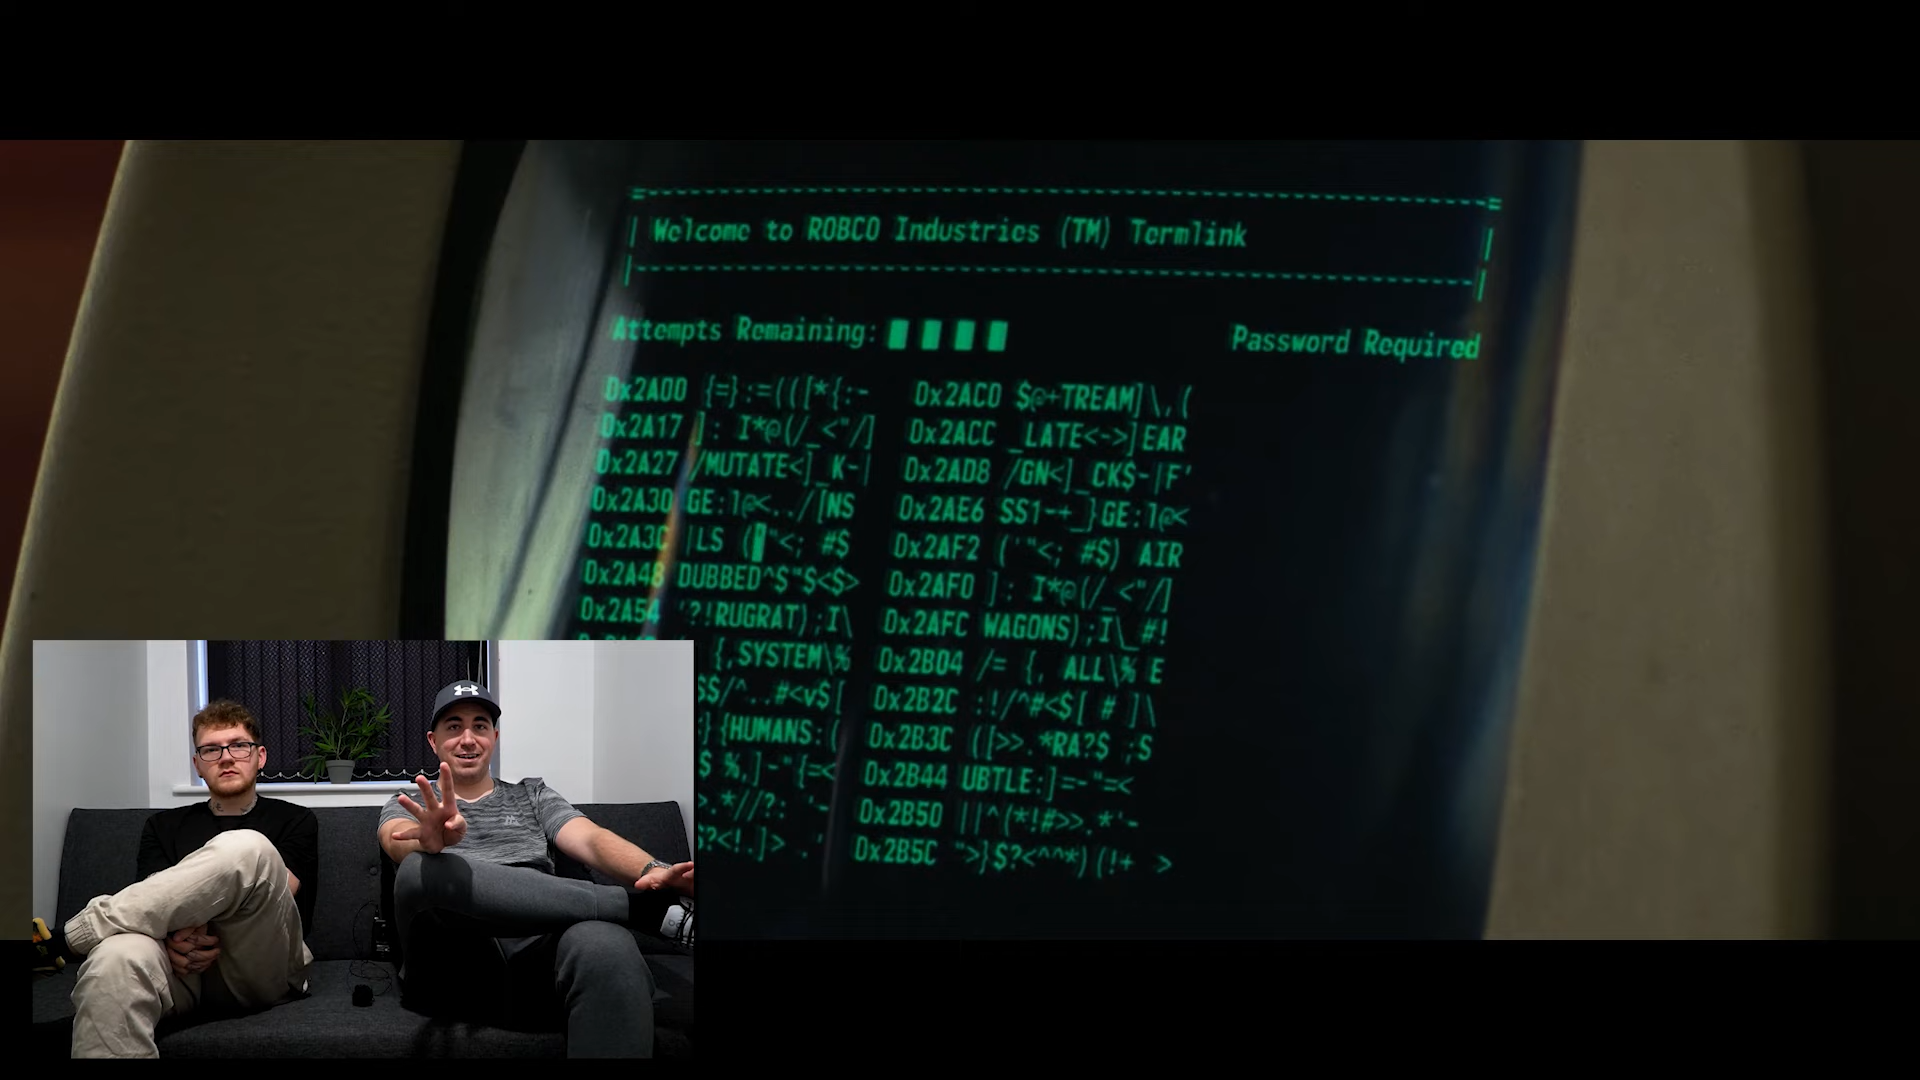 Welcome to ROBCO Industries (TM) Termlink
Attempts Remaining:
Password Required
0x2A00 {=}:=(([*{:-
0x2A17 ]: I*@(/_<"/]
0x2A27 /MUTATE<]_K-|
0x2A30 GE:1@<../[NS
0x2A3C |LS ( "<; #$
0x2A48 DUBBED^$"$<$>
0x2A54 '?!RUGRAT);I\
{,SYSTEM\%
$$/^..#<v$[
} {HUMANS:(
$ %,]-"{=<
>.*//?: '-
$?<!.]> .'
0x2AC0 $@+TREAM]\,(
0x2ACC _LATE<->]EAR
0x2AD8 /GN<]_CK$-|F'
0x2AE6 SS1-+_}GE:1@<
0x2AF2 ('"<; #$) AIR
0x2AF0 ]: I*@(/_<"/]
0x2AFC WAGONS);I\_#!
0x2B04 /= {, ALL\% E
0x2B2C :!/^#<$[ # ]\
0x2B3C ([>>.*RA?$ ;S
0x2B44 UBTLE:]=-"=<
0x2B50 ||^(*!#>>.*'-
0x2B5C ">}$?<^^*)(!+ >